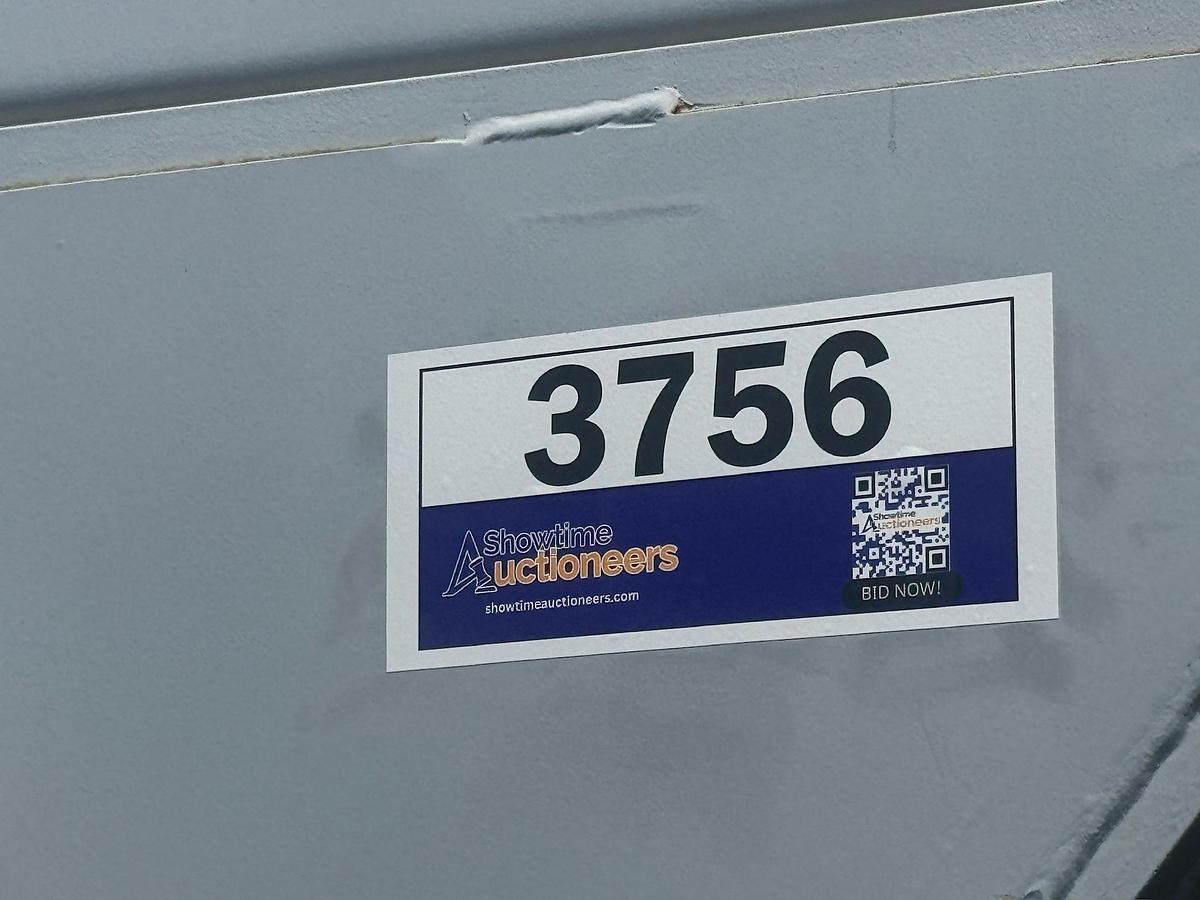 3756
Showtime
Auctioneers
showtimeauctioneers.com
Showtime
Auctioneers
BID NOW!